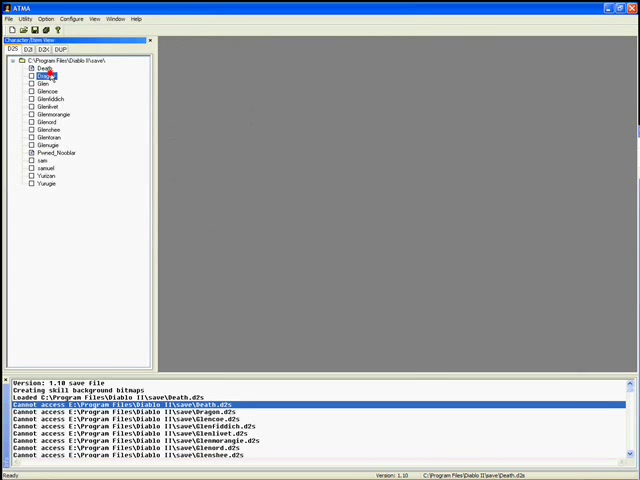 ATMA
File Utility Option Configure View Window Help
Character/Item View
D2S D2I D2X DUP
C:\Program Files\Diablo II\save\
Death
Dragon
Glen
Glencoe
Glenfiddich
Glenlivet
Glenmorangie
Glenord
Glenshee
Glentoran
Glenugie
Pwned_Nooblar
sam
samuel
Yurizan
Yurugie
Version: 1.10 save file
Creating skill background bitmaps
Loaded C:\Program Files\Diablo II\save\Death.d2s
Cannot access E:\Program Files\Diablo II\save\Death.d2s
Cannot access E:\Program Files\Diablo II\save\Dragon.d2s
Cannot access E:\Program Files\Diablo II\save\Glencoe.d2s
Cannot access E:\Program Files\Diablo II\save\Glenfiddich.d2s
Cannot access E:\Program Files\Diablo II\save\Glenlivet.d2s
Cannot access E:\Program Files\Diablo II\save\Glenmorangie.d2s
Cannot access E:\Program Files\Diablo II\save\Glenord.d2s
Cannot access E:\Program Files\Diablo II\save\Glenshee.d2s
Ready Version: 1.10 C:\Program Files\Diablo II\save\Death.d2s